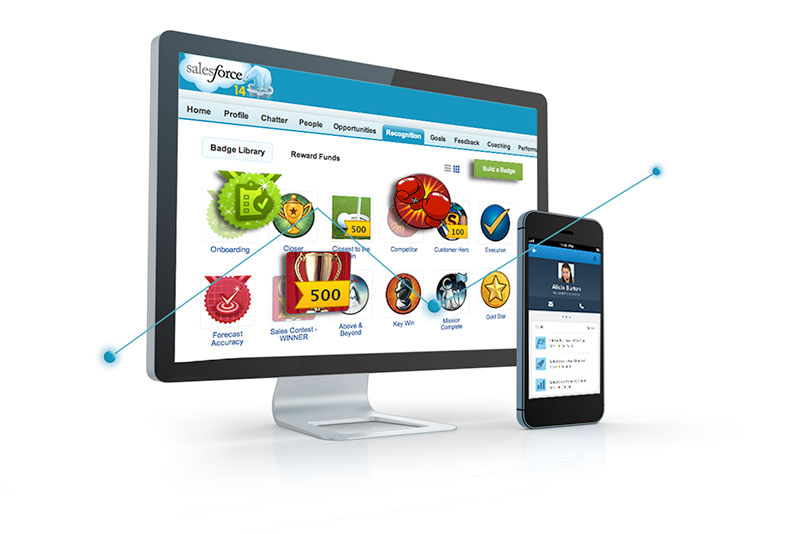 salesforce
14
Home Profile Chatter People Opportunities Recognition Goals Feedback Coaching Performa
Badge Library Reward Funds Build a Badge
500
100
Onboarding Closer Closest to the Competitor Customer Hero Execution
500
Forecast
Accuracy
Sales Contest -
WINNER
Above &
Beyond
Key Win
Mission
Complete
Gold Star
Alicia Burton